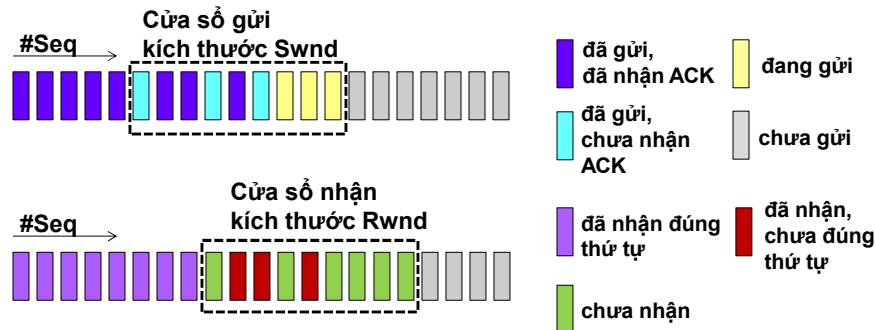 Cửa sổ gửi
kích thước Swnd
#Seq
đã gửi,
đã nhận ACK
đang gửi
đã gửi,
chưa nhận
ACK
chưa gửi
Cửa sổ nhận
kích thước Rwnd
#Seq
đã nhận đúng
thứ tự
đã nhận,
chưa đúng
thứ tự
chưa nhận